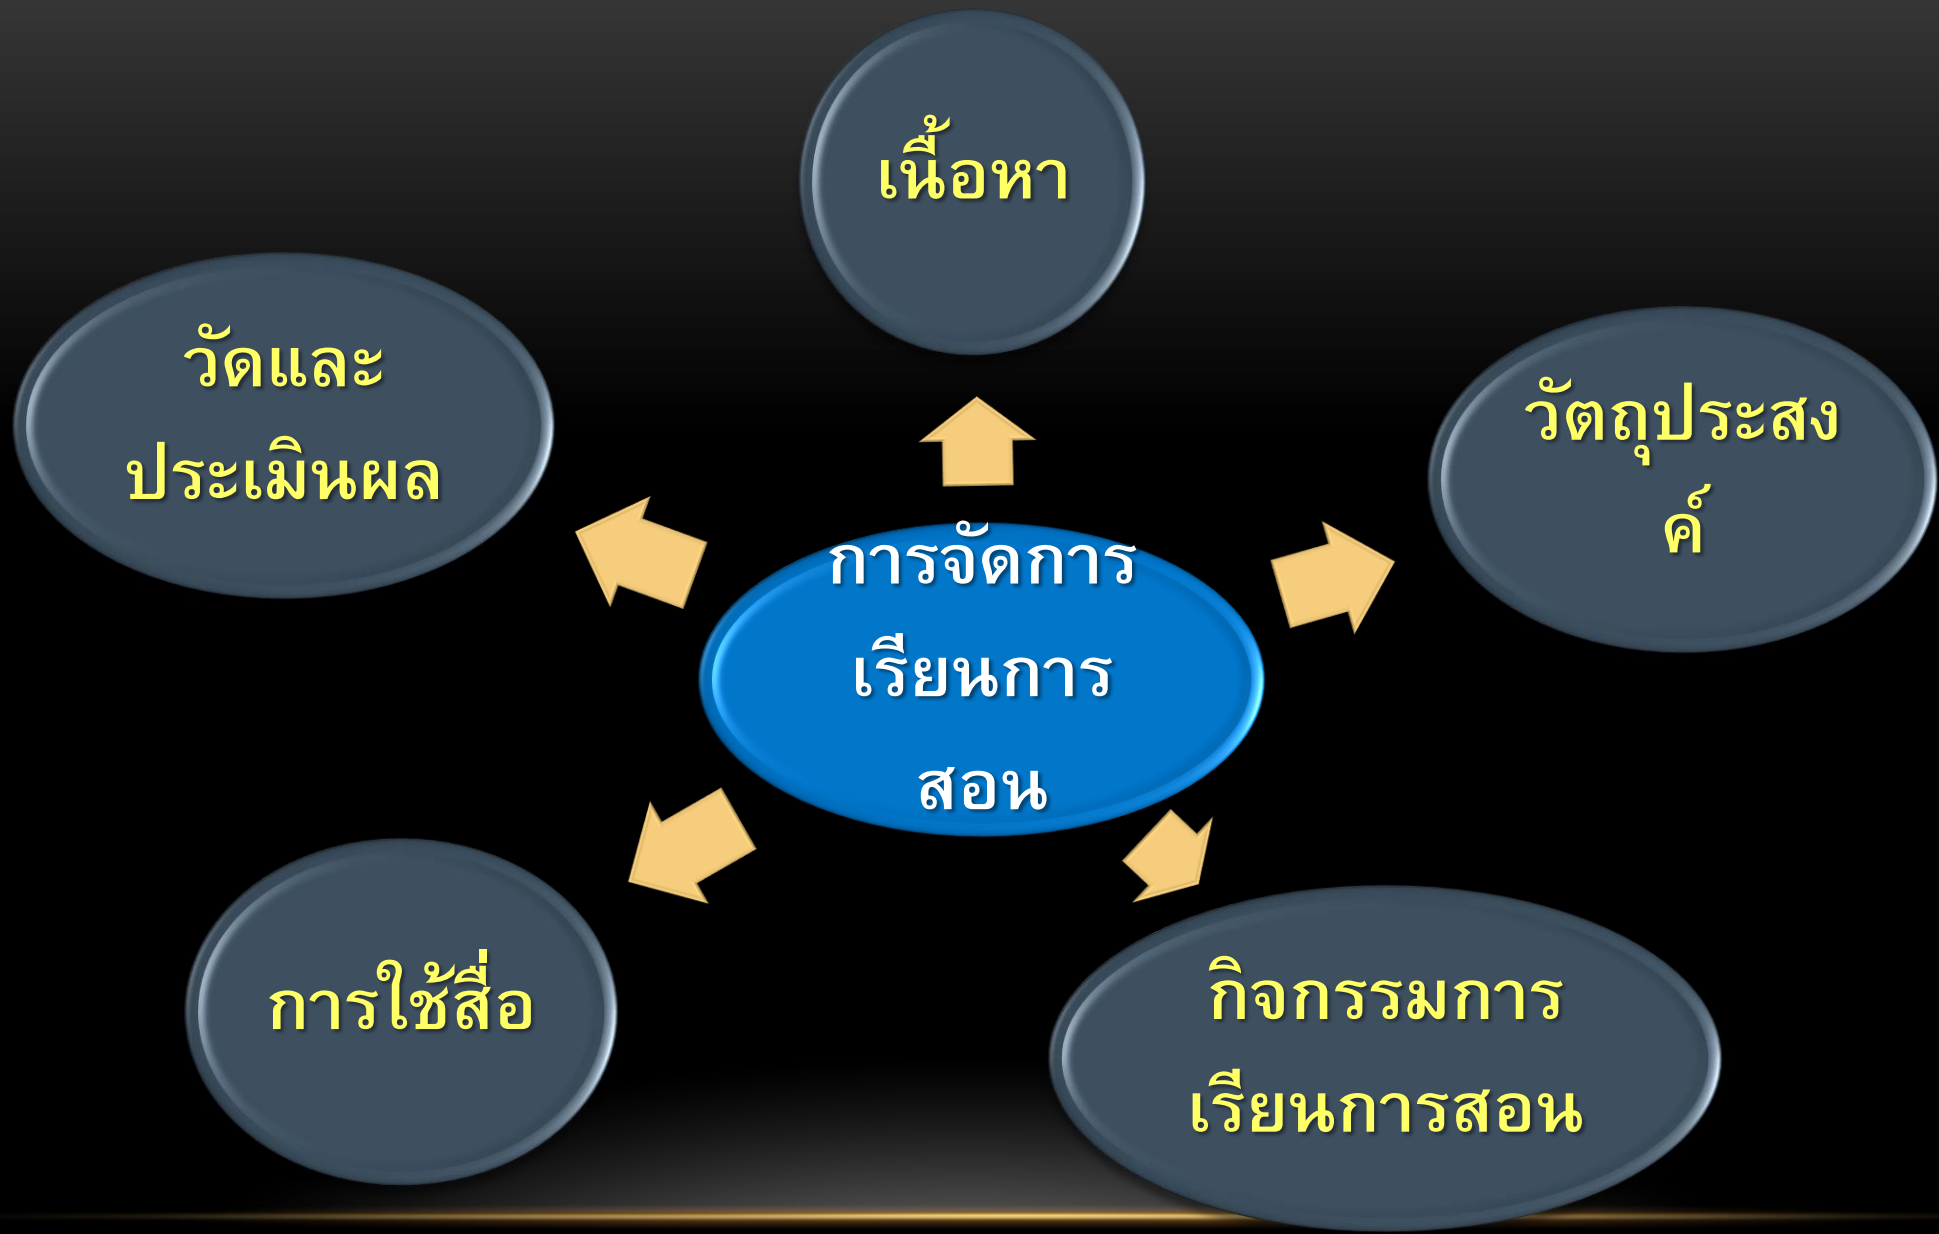 เนื้อหา
วัดและ
ประเมินผล
วัตถุประสง
ค์
การจัดการ
เรียนการ
สอน
การใช้สื่อ
กิจกรรมการ
เรียนการสอน